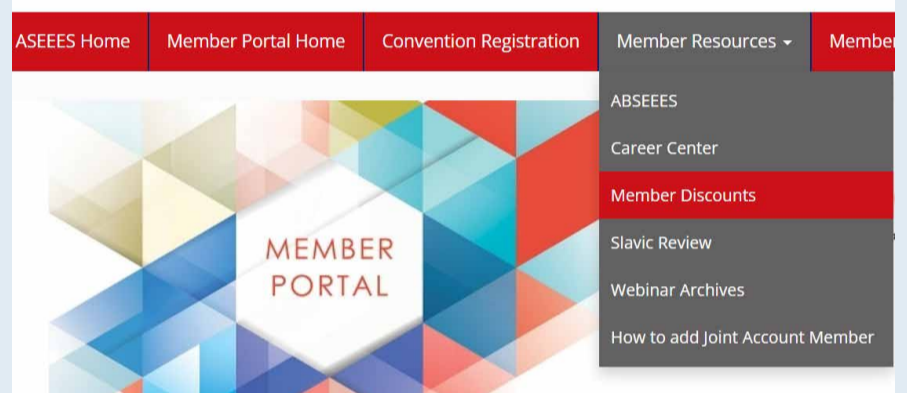 ASEEES Home Member Portal Home Convention Registration Member Resources Member
ABSEEES
Career Center
Member Discounts
Slavic Review
Webinar Archives
How to add Joint Account Member
MEMBER
PORTAL